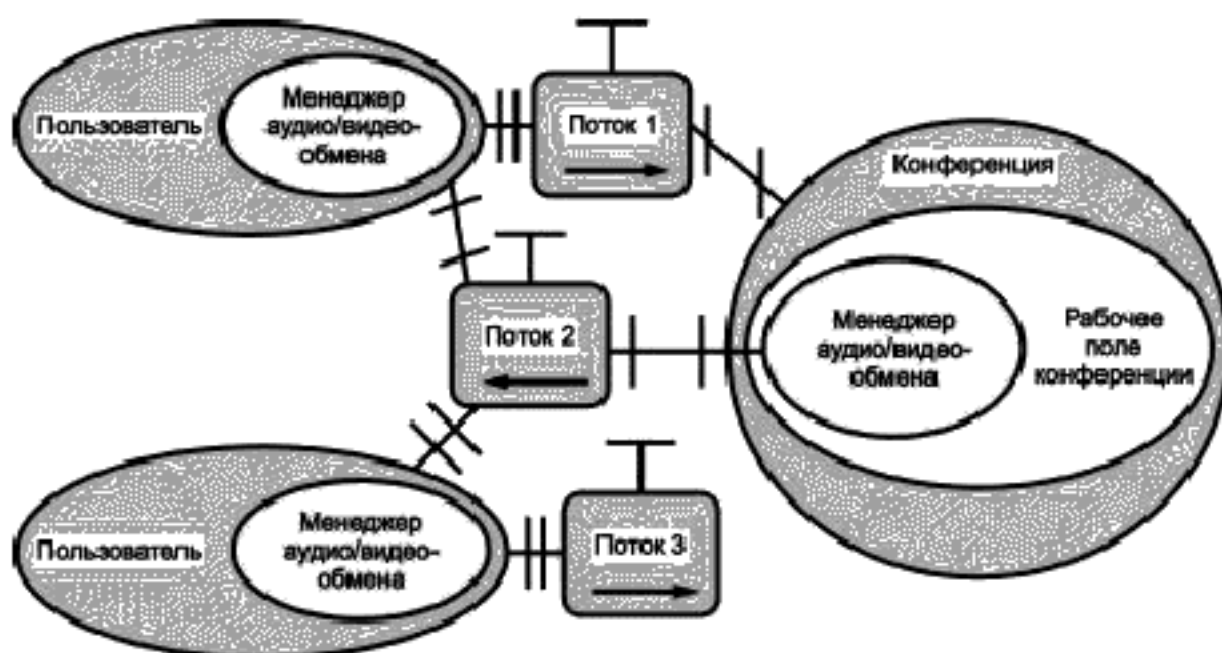 Пользователь
Менеджер
аудио/видео-
обмена
Поток 1
Конференция
Поток 2
Менеджер
аудио/видео-
обмена
Рабочее
поле
конференции
Пользователь
Менеджер
аудио/видео-
обмена
Поток 3